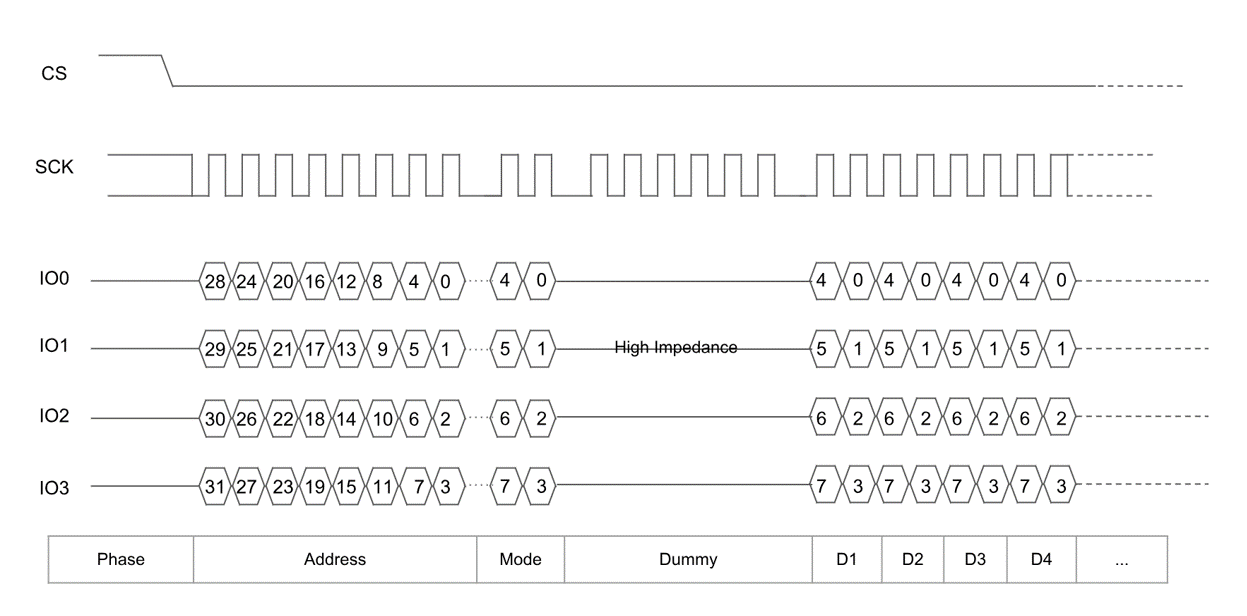 CS
SCK
IO0 28 24 20 16 12 8 4 0 4 0 4 0 4 0 4 0 4 0
IO1 29 25 21 17 13 9 5 1 5 1 High Impedance 5 1 5 1 5 1 5 1
IO2 30 26 22 18 14 10 6 2 6 2 6 2 6 2 6 2 6 2
IO3 31 27 23 19 15 11 7 3 7 3 7 3 7 3 7 3 7 3
Phase Address Mode Dummy D1 D2 D3 D4 ...